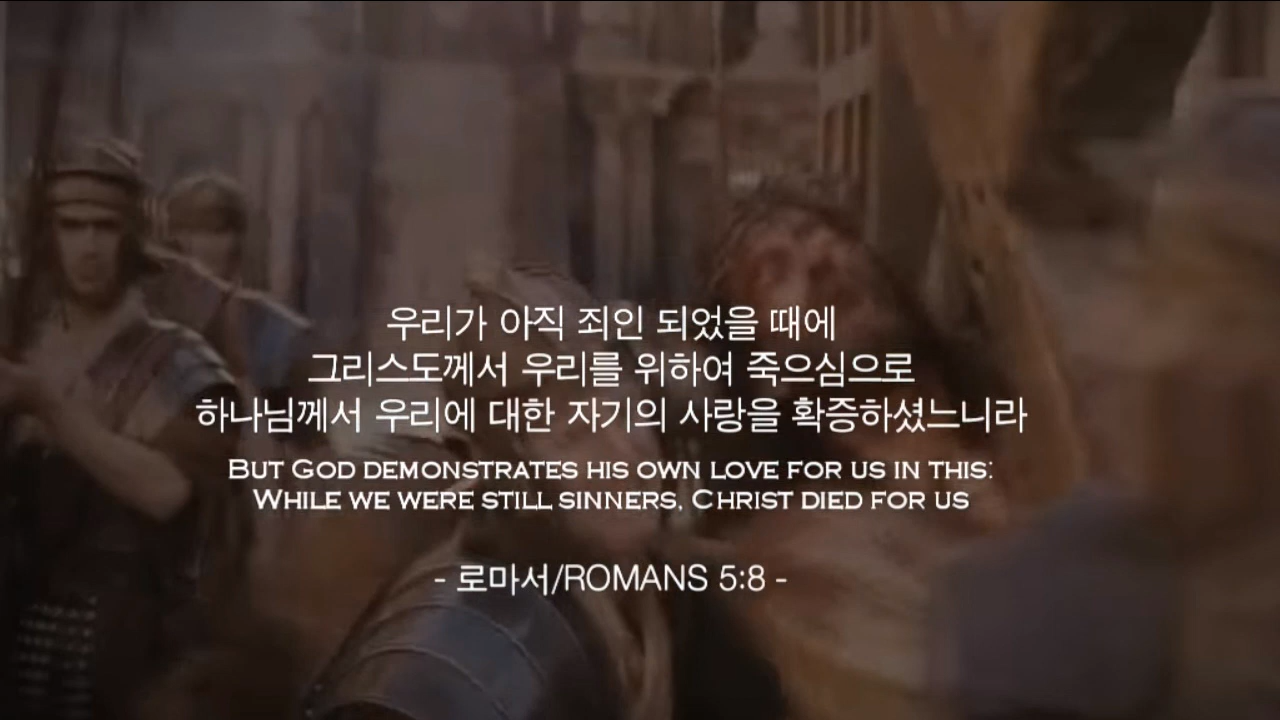 우리가 아직 죄인 되었을 때에
그리스도께서 우리를 위하여 죽으심으로
하나님께서 우리에 대한 자기의 사랑을 확증하셨느니라
BUT GOD DEMONSTRATES HIS OWN LOVE FOR US IN THIS:
WHILE WE WERE STILL SINNERS, CHRIST DIED FOR US
- 로마서/ROMANS 5:8 -